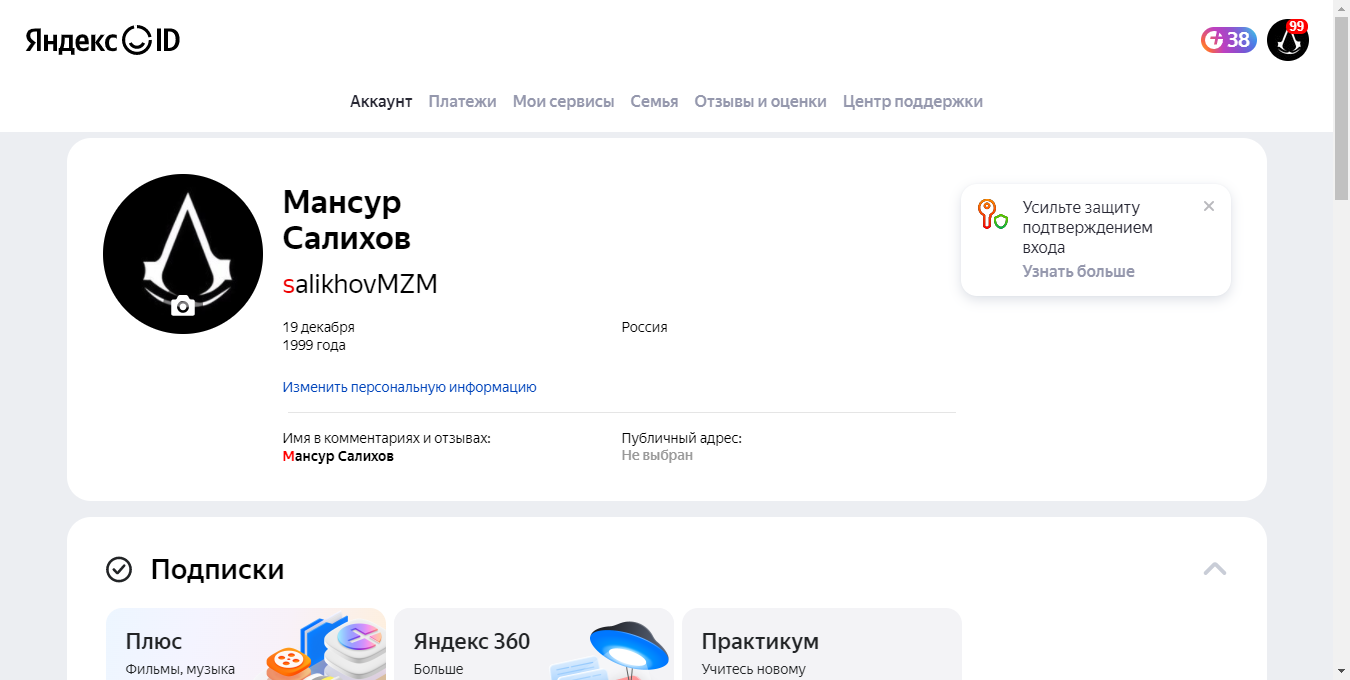 Яндекс ID
38
99
Аккаунт Платежи Мои сервисы Семья Отзывы и оценки Центр поддержки
Мансур
Салихов
salikhovMZM
19 декабря
1999 года
Россия
Изменить персональную информацию
Имя в комментариях и отзывах:
Мансур Салихов
Публичный адрес:
Не выбран
Усильте защиту
подтверждением
входа
Узнать больше
Подписки
Плюс
Фильмы, музыка
Яндекс 360
Больше
Практикум
Учитесь новому